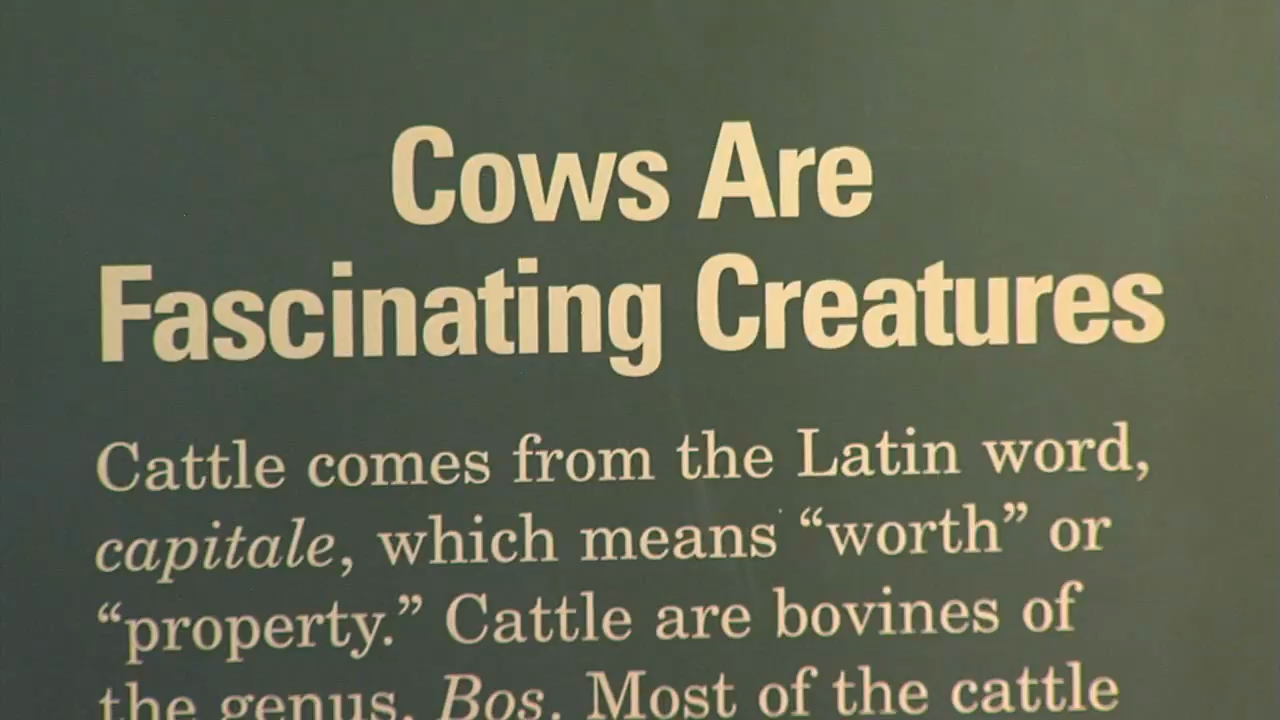 Cows Are
Fascinating Creatures
Cattle comes from the Latin word,
capitale, which means “worth” or
“property.” Cattle are bovines of
the genus, Bos. Most of the cattle